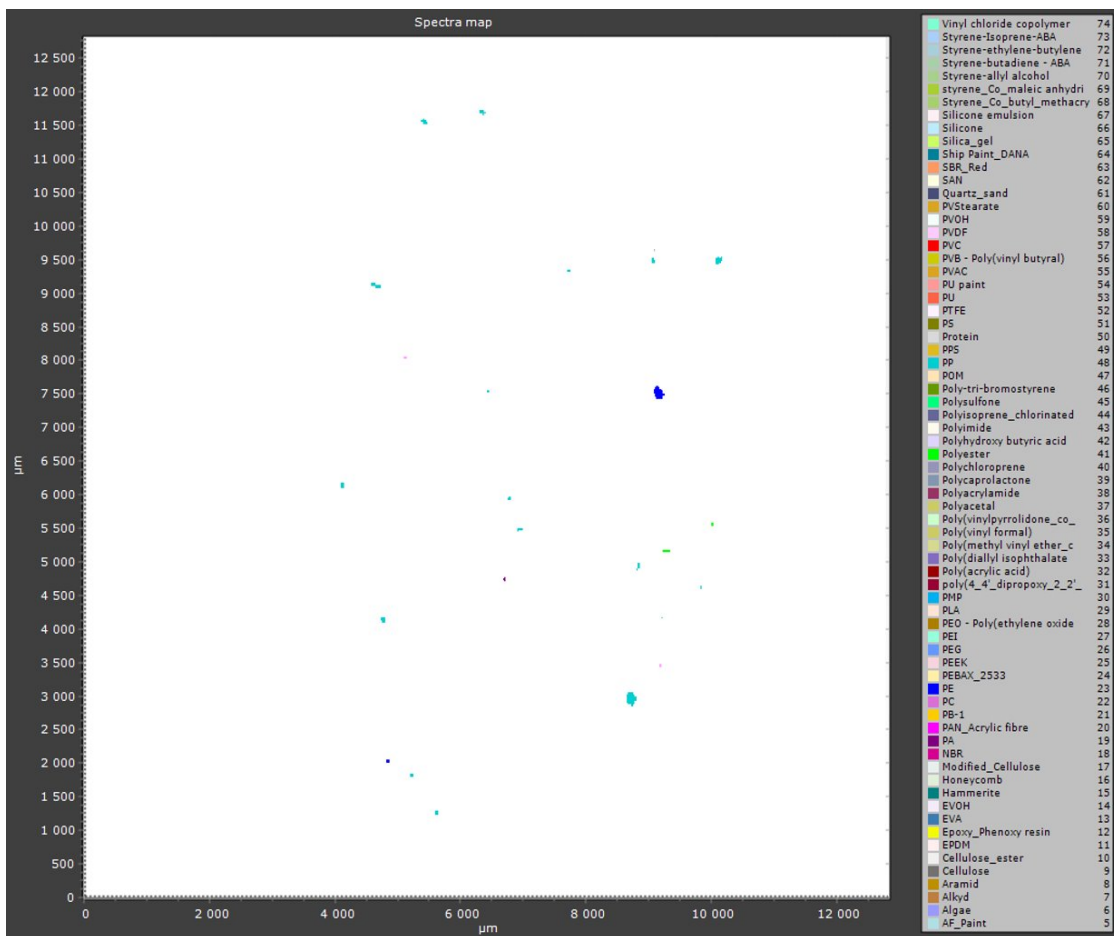 Spectra map
12 500
12 000
11 500
11 000
10 500
10 000
9 500
9 000
8 500
8 000
7 500
7 000
6 500
6 000
5 500
5 000
4 500
4 000
3 500
3 000
2 500
2 000
1 500
1 000
500
0
µm
0 2 000 4 000 6 000 8 000 10 000 12 000
µm
Vinyl chloride copolymer 74
Styrene-Isoprene-ABA 73
Styrene-ethylene-butylene 72
Styrene-butadiene - ABA 71
Styrene-allyl alcohol 70
styrene_Co_maleic anhydri 69
Styrene_Co_butyl_methacry 68
Silicone emulsion 67
Silicone 66
Silica_gel 65
Ship Paint_DANA 64
SBR_Red 63
SAN 62
Quartz_sand 61
PVStearate 60
PVOH 59
PVDF 58
PVC 57
PVB - Poly(vinyl butyral) 56
PVAC 55
PU paint 54
PU 53
PTFE 52
PS 51
Protein 50
PPS 49
PP 48
POM 47
Poly-tri-bromostyrene 46
Polysulfone 45
Polyisoprene_chlorinated 44
Polyimide 43
Polyhydroxy butyric acid 42
Polyester 41
Polychloroprene 40
Polycaprolactone 39
Polyacrylamide 38
Polyacetal 37
Poly(vinylpyrrolidone_co_ 36
Poly(vinyl formal) 35
Poly(methyl vinyl ether_c 34
Poly(diallyl isophthalate 33
Poly(acrylic acid) 32
poly(4_4'_dipropoxy_2_2'_ 31
PMP 30
PLA 29
PEO - Poly(ethylene oxide 28
PEI 27
PEG 26
PEEK 25
PEBAX_2533 24
PE 23
PC 22
PB-1 21
PAN_Acrylic fibre 20
PA 19
NBR 18
Modified_Cellulose 17
Honeycomb 16
Hammerite 15
EVOH 14
EVA 13
Epoxy_Phenoxy resin 12
EPDM 11
Cellulose_ester 10
Cellulose 9
Aramid 8
Alkyd 7
Algae 6
AF_Paint 5